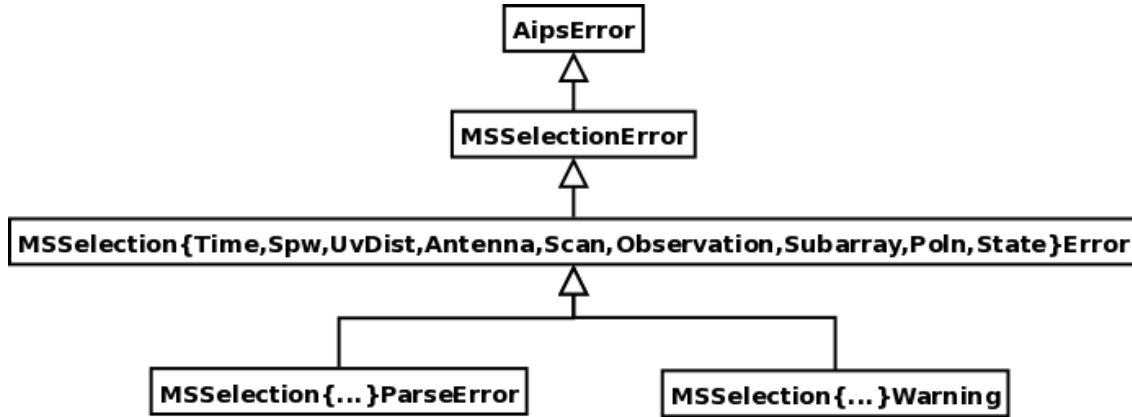 AipsError
MSSelectionError
MSSelection{Time,Spw,UvDist,Antenna,Scan,Observation,Subarray,Poln,State}Error
MSSelection{...}ParseError
MSSelection{...}Warning